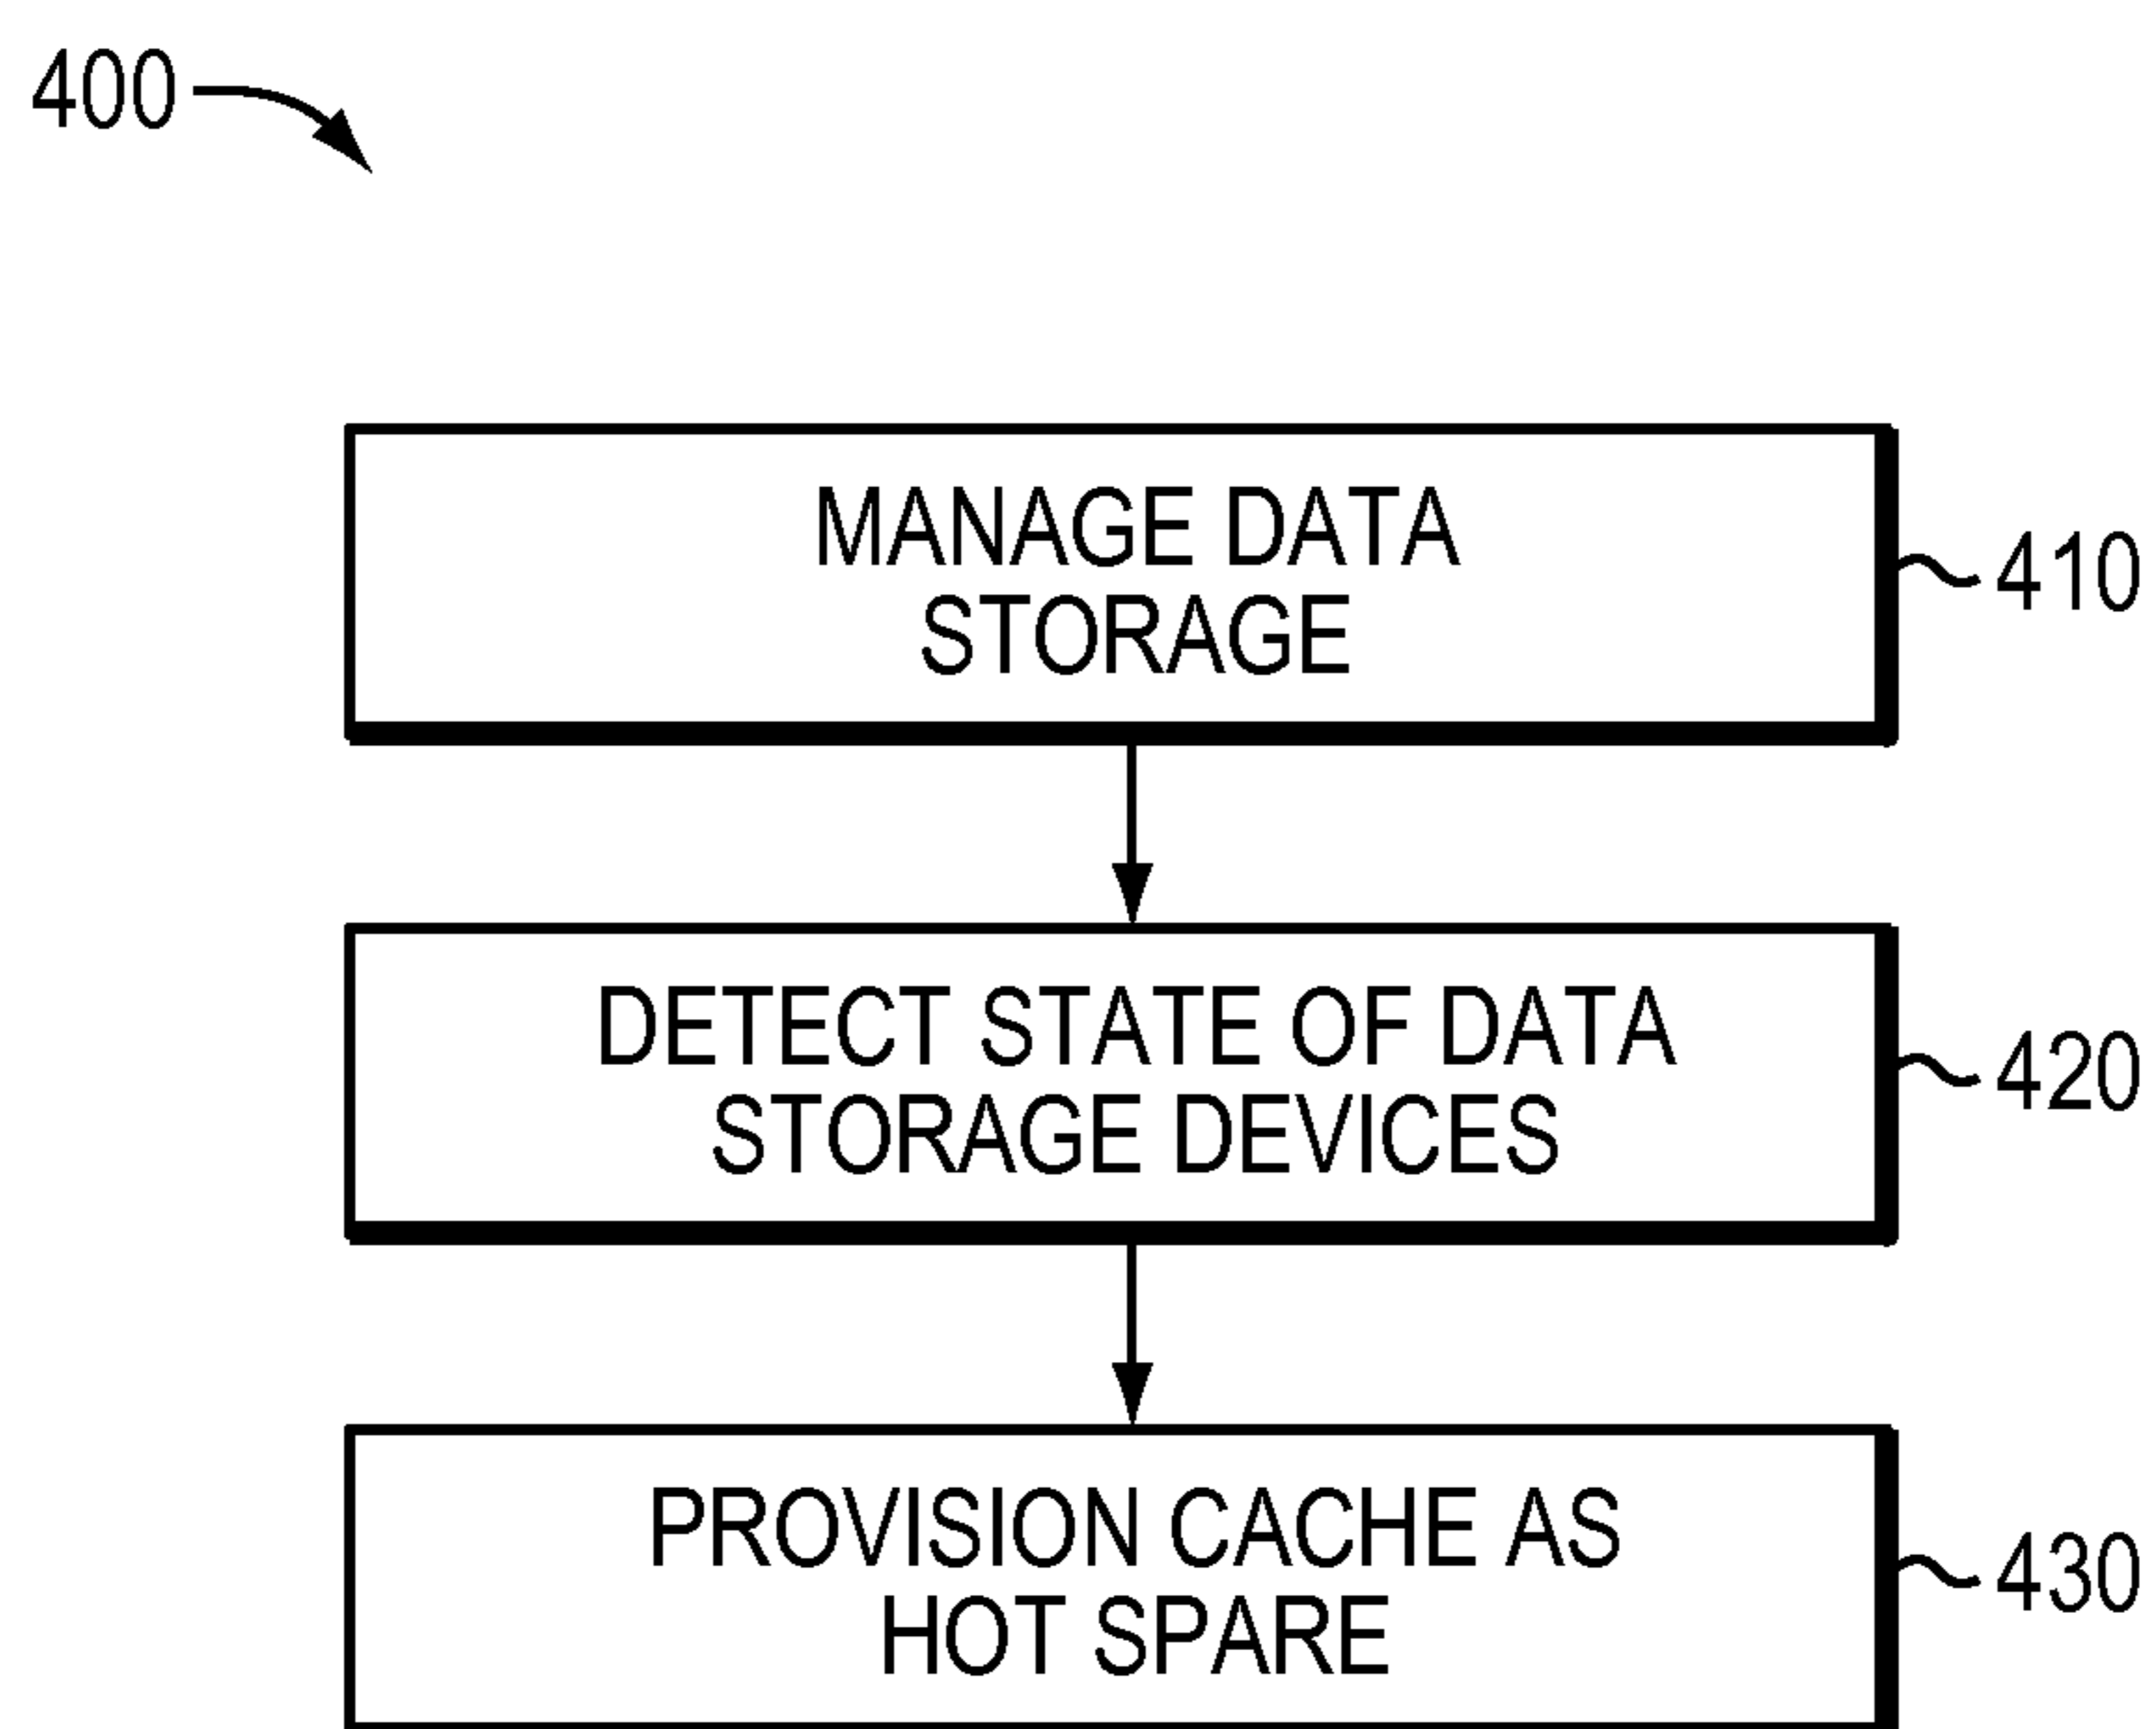 400
MANAGE DATA
STORAGE
410
DETECT STATE OF DATA
STORAGE DEVICES
420
PROVISION CACHE AS
HOT SPARE
430